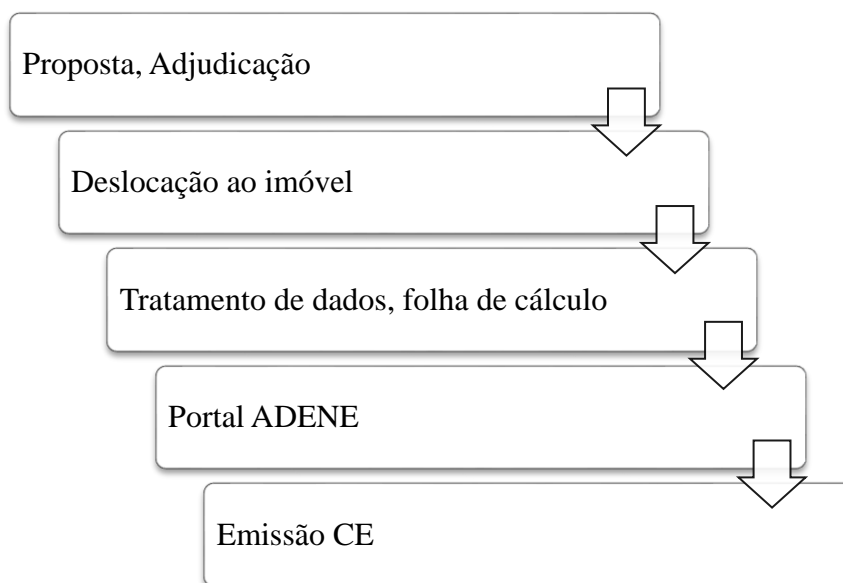 Proposta, Adjudicação
Deslocação ao imóvel
Tratamento de dados, folha de cálculo
Portal ADENE
Emissão CE